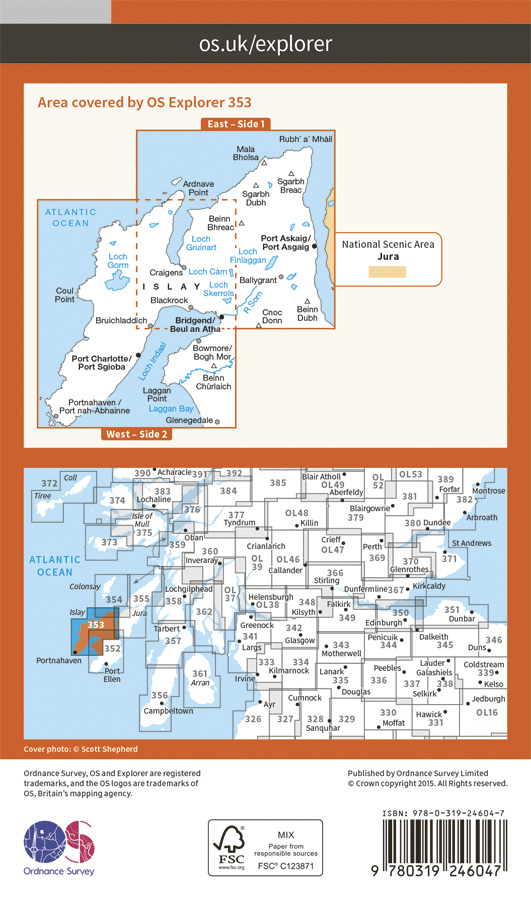 os.uk/explorer
Area covered by OS Explorer 353
East – Side 1
Rubh' a' Mhàil
Mala
Bholsa
Ardnave
Point
Sgarbh
Breac
Sgarbh
Dubh
ATLANTIC
OCEAN
Beinn
Bhreac
Port Askaig/
Port Asgaig
Loch
Gruinart
Loch
Finlaggan
Loch
Gorm
Craigens
Loch Càrn
Ballygrant
ISLAY
Loch
Skerrols
Coul
Point
Blackrock
R Sorn
Beinn
Dubh
Cnoc
Donn
Bruichladdich
Bridgend/
Beul an Atha
Port Charlotte/
Port Sgioba
Loch Indaal
Bowmore/
Bogh Mor
Beinn
Chùrlaich
Laggan
Point
Portnahaven/
Port nah-Abhainne
Laggan Bay
Glenegedale
West – Side 2
National Scenic Area
Jura
390 Acharacle 391 392
372 Coll
Tiree
374 383 384 385
Lochaline
Blair Atholl
OL49
Aberfeldy
OL
52
OL53
389
Forfar
Montrose
381 382
Isle of
Mull
375 376 377
Tyndrum
OL48
Killin
379
Blairgowrie
380 Dundee
Arbroath
373 359
Oban
Crianlarich
Crieff
OL47
Perth
St Andrews
371
ATLANTIC
OCEAN
360
Inveraray
OL
39
OL46
Callander
369 370
Glenrothes
Colonsay
354 355 358
Lochgilphead
OL
37
366
Stirling
Dunfermline 367
Kirkcaldy
Islay
Jura
362
Helensburgh
OL38
348
Kilsyth
349
Falkirk
350
Edinburgh
351
Dunbar
353
352
Tarbert
357
Greenock
341
Largs
342
Glasgow
343
Motherwell
Penicuik
344
Dalkeith
345
346
Duns
Portnahaven
Port
Ellen
361
Arran
333
Irvine
334
Kilmarnock
Lanark
335
Douglas
Peebles
336
Lauder
Galashiels
337 338
Selkirk
Coldstream
339
Kelso
356
Campbeltown
Ayr
326
Cumnock
327 328
Sanquhar
329
330
Moffat
Hawick
331
Jedburgh
OL16
Cover photo: © Scott Shepherd
Ordnance Survey, OS and Explorer are registered
trademarks, and the OS logos are trademarks of
OS, Britain's mapping agency.
Published by Ordnance Survey Limited
© Crown copyright 2015. All Rights reserved.
OS
Ordnance Survey
FSC
www.fsc.org
MIX
Paper from
responsible sources
FSC® C123871
ISBN: 978-0-319-24604-7
9 780319 246047